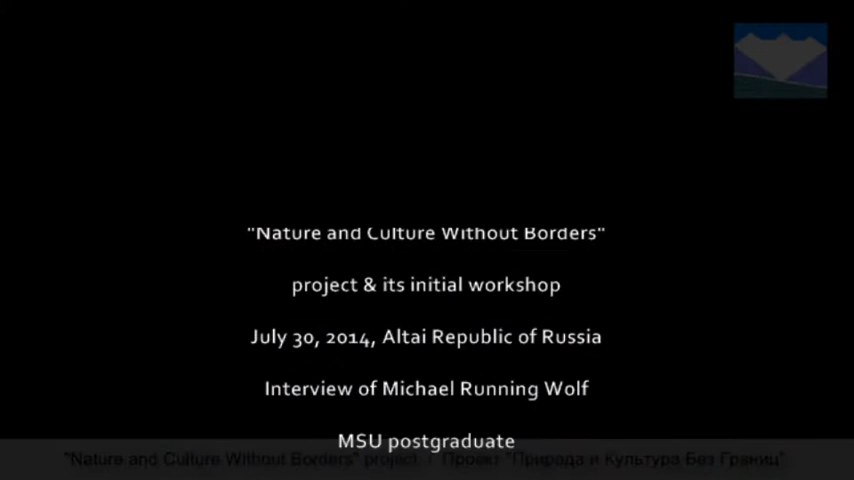 "Nature and Culture Without Borders"
project & its initial workshop
July 30, 2014, Altai Republic of Russia
Interview of Michael Running Wolf
MSU postgraduate
"Nature and Culture Without Borders" project / Проект "Природа и Культура Без Границ"